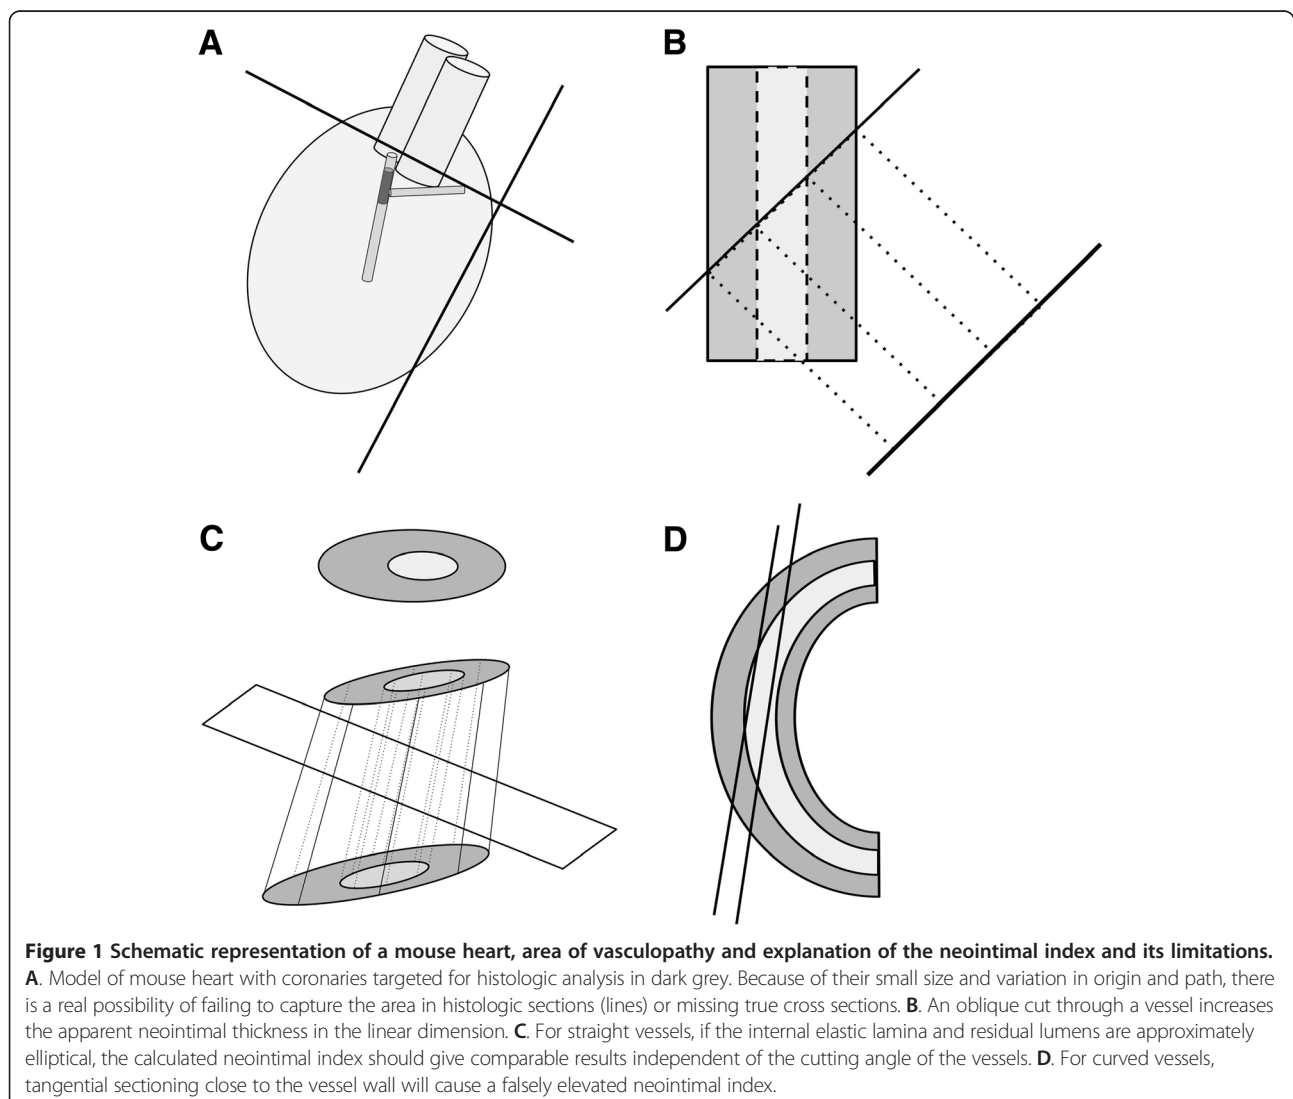 A
B
C
D
Figure 1 Schematic representation of a mouse heart, area of vasculopathy and explanation of the neointimal index and its limitations.
A. Model of mouse heart with coronaries targeted for histologic analysis in dark grey. Because of their small size and variation in origin and path, there
is a real possibility of failing to capture the area in histologic sections (lines) or missing true cross sections. B. An oblique cut through a vessel increases
the apparent neointimal thickness in the linear dimension. C. For straight vessels, if the internal elastic lamina and residual lumens are approximately
elliptical, the calculated neointimal index should give comparable results independent of the cutting angle of the vessels. D. For curved vessels,
tangential sectioning close to the vessel wall will cause a falsely elevated neointimal index.